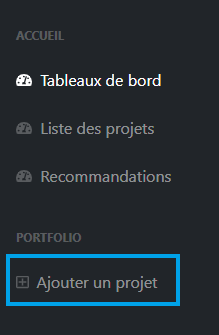 ACCUEIL
Tableaux de bord
Liste des projets
Recommandations
PORTFOLIO
Ajouter un projet